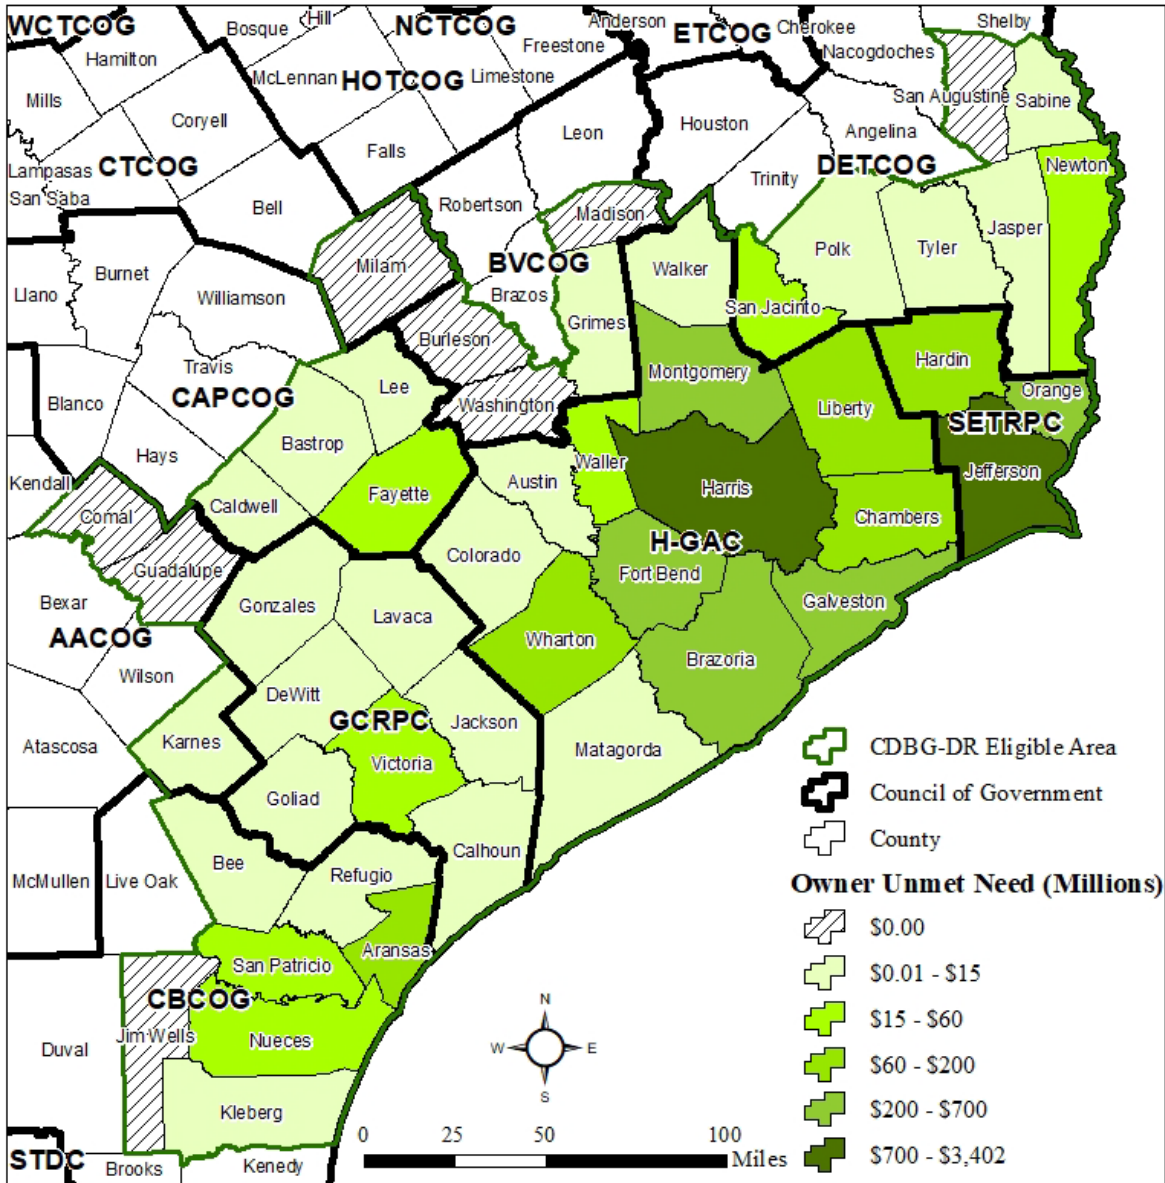 WCTCOG
Hamilton
Bosque
Hill
NCTCOG
Anderson
Freestone
ETCOG
Cherokee
Nacogdoches
Shelby
McLennan
HOTCOG
Limestone
Mills
Coryell
Falls
Leon
Houston
Angelina
San Augustine
Sabine
Lampasas
CTCOG
San Saba
Bell
Robertson
Madison
Trinity
DETCOG
Newton
Burnet
Milam
BVCOG
Walker
Polk
Tyler
Jasper
Llano
Williamson
Brazos
Grimes
San Jacinto
Burleson
Hardin
Travis
Montgomery
Blanco
CAPCOG
Lee
Washington
Liberty
Orange
SETRPC
Hays
Bastrop
Waller
Jefferson
Kendall
Caldwell
Fayette
Austin
Harris
Comal
Chambers
H-GAC
Guadalupe
Colorado
Fort Bend
Bexar
Gonzales
Lavaca
Galveston
AACOG
Wharton
Wilson
Brazoria
DeWitt
GCRPC
Jackson
Atascosa
Karnes
Victoria
Matagorda
Goliad
CDBG-DR Eligible Area
Council of Government
County
McMullen
Live Oak
Bee
Refugio
Calhoun
Owner Unmet Need (Millions)
$0.00
$0.01 - $15
$15 - $60
$60 - $200
$200 - $700
$700 - $3,402
Aransas
San Patricio
CBCOG
Jim Wells
Nueces
Duval
Kleberg
N
W
E
S
STDC
Brooks
Kenedy
0 25 50 100
Miles